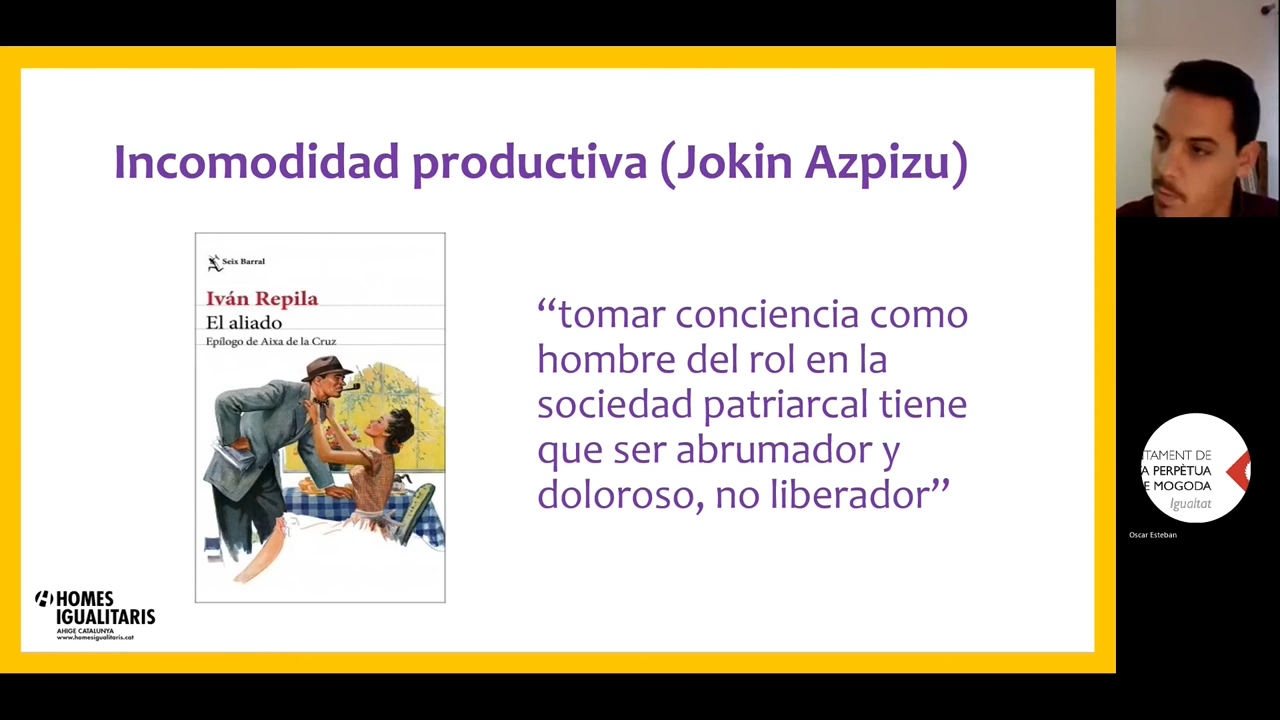 Incomodidad productiva (Jokin Azpizu)
Seix Barral
Iván Repila
El aliado
Epílogo de Aixa de la Cruz
“tomar conciencia como
hombre del rol en la
sociedad patriarcal tiene
que ser abrumador y
doloroso, no liberador”
HOMES
IGUALITARIS
AHIGE CATALUNYA
www.homesigualitaris.cat
TAMENT DE
A PERPÈTUA
E MOGODA
Igualtat
Oscar Esteban